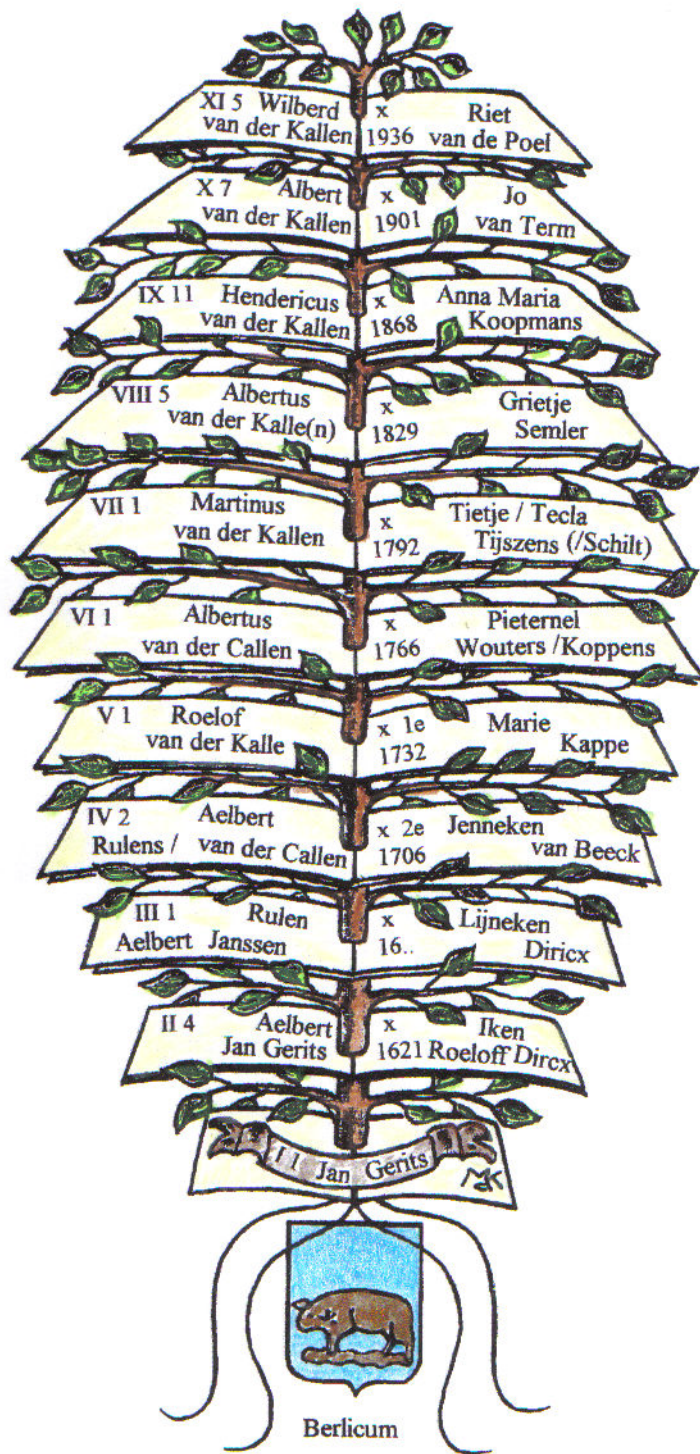 XI 5 Wilberd x Riet
van der Kallen 1936 van de Poel
X 7 Albert x Jo
van der Kallen 1901 van Term
IX 11 Hendericus x Anna Maria
van der Kallen 1868 Koopmans
VIII 5 Albertus x Grietje
van der Kalle(n) 1829 Semler
VII 1 Martinus x Tietje / Tecla
van der Kallen 1792 Tijszens (/Schilt)
VI 1 Albertus x Pieternel
van der Callen 1766 Wouters /Koppens
V 1 Roelof x 1e Marie
van der Kalle 1732 Kappe
IV 2 Aelbert x 2e Jenneken
Rulens / van der Callen 1706 van Beeck
III 1 Rulen x Lijneken
Aelbert Janssen 16.. Diricx
II 4 Aelbert x Iken
Jan Gerits 1621 Roeloff Dircx
I 1 Jan Gerits
MdK
Berlicum